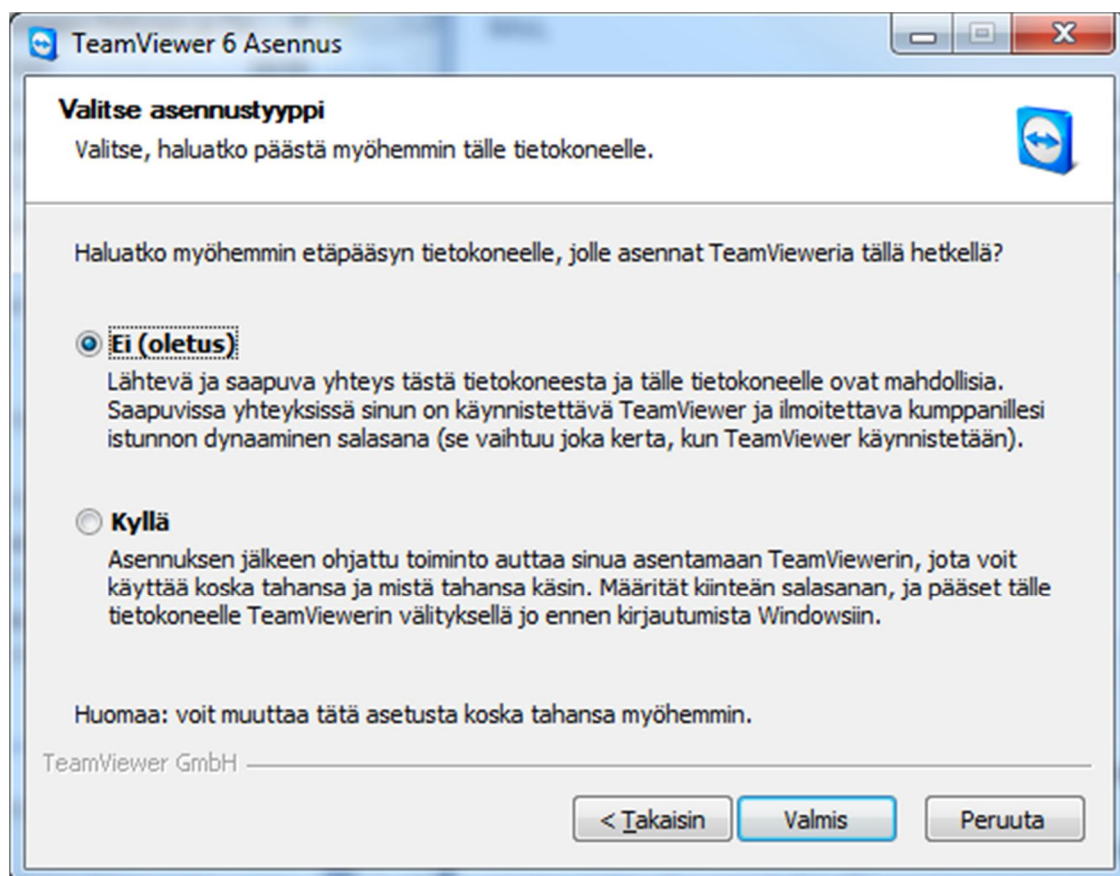 TeamViewer 6 Asennus
Valitse asennustyyppi
Valitse, haluatko päästä myöhemmin tälle tietokoneelle.
Haluatko myöhemmin etäpääsyn tietokoneelle, jolle asennat TeamVieweria tällä hetkellä?
Ei (oletus)
Lähtevä ja saapuva yhteys tästä tietokoneesta ja tälle tietokoneelle ovat mahdollisia.
Saapuvissa yhteyksissä sinun on käynnistettävä TeamViewer ja ilmoitettava kumppanillesi
istunnon dynaaminen salasana (se vaihtuu joka kerta, kun TeamViewer käynnistetään).
Kyllä
Asennuksen jälkeen ohjattu toiminto auttaa sinua asentamaan TeamViewerin, jota voit
käyttää koska tahansa ja mistä tahansa käsin. Määrität kiinteän salasanan, ja pääset tälle
tietokoneelle TeamViewerin välityksellä jo ennen kirjautumista Windowsiin.
Huomaa: voit muuttaa tätä asetusta koska tahansa myöhemmin.
TeamViewer GmbH
< Takaisin
Valmis
Peruuta